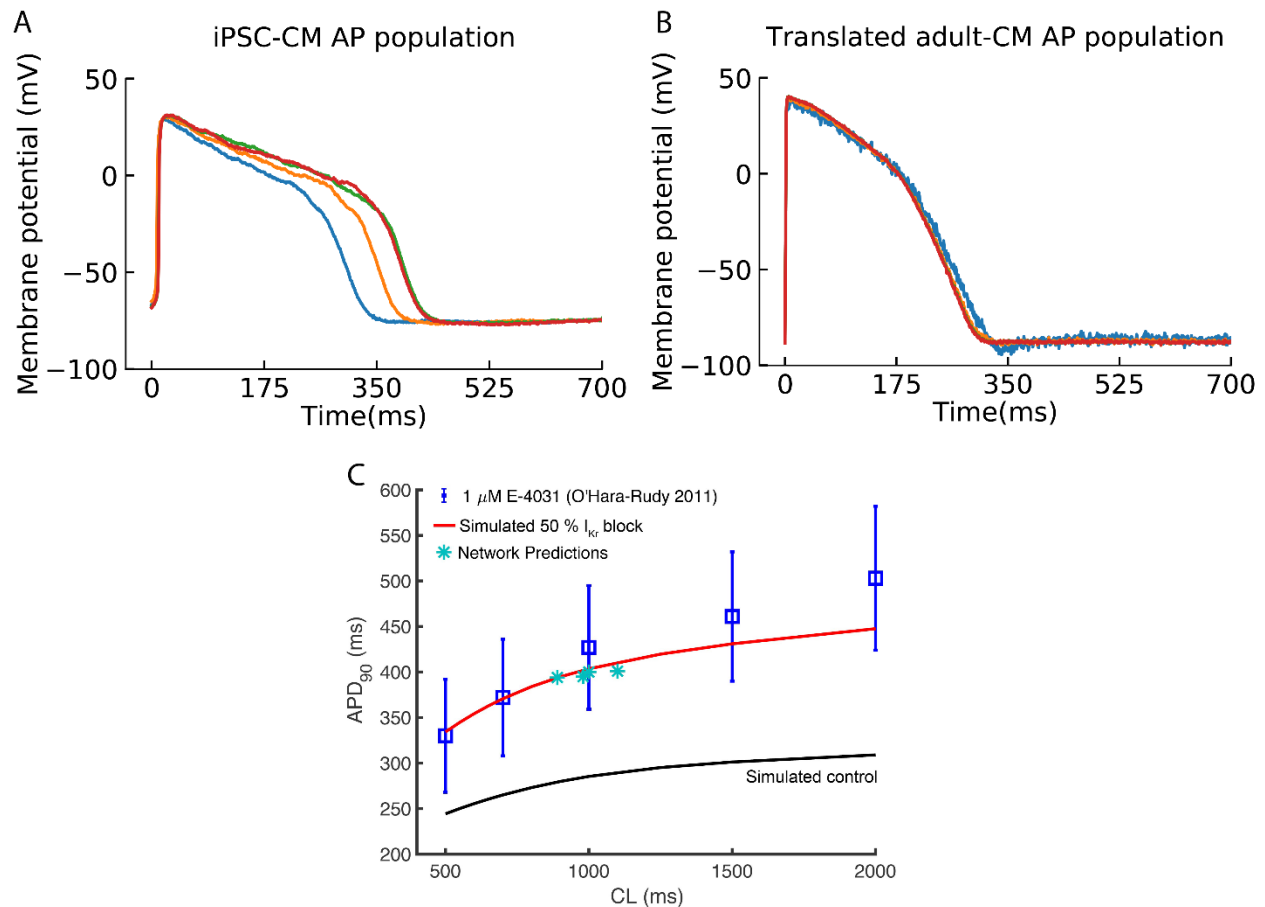 A
iPSC-CM AP population
Membrane potential (mV)
50
0
−50
−100
0 175 350 525 700
Time(ms)
B
Translated adult-CM AP population
Membrane potential (mV)
50
0
−50
−100
0 175 350 525 700
Time(ms)
C
1 μM E-4031 (O'Hara-Rudy 2011)
Simulated 50 % I_Kr block
Network Predictions
APD_90 (ms)
600
550
500
450
400
350
300
250
200
Simulated control
500 1000 1500 2000
CL (ms)